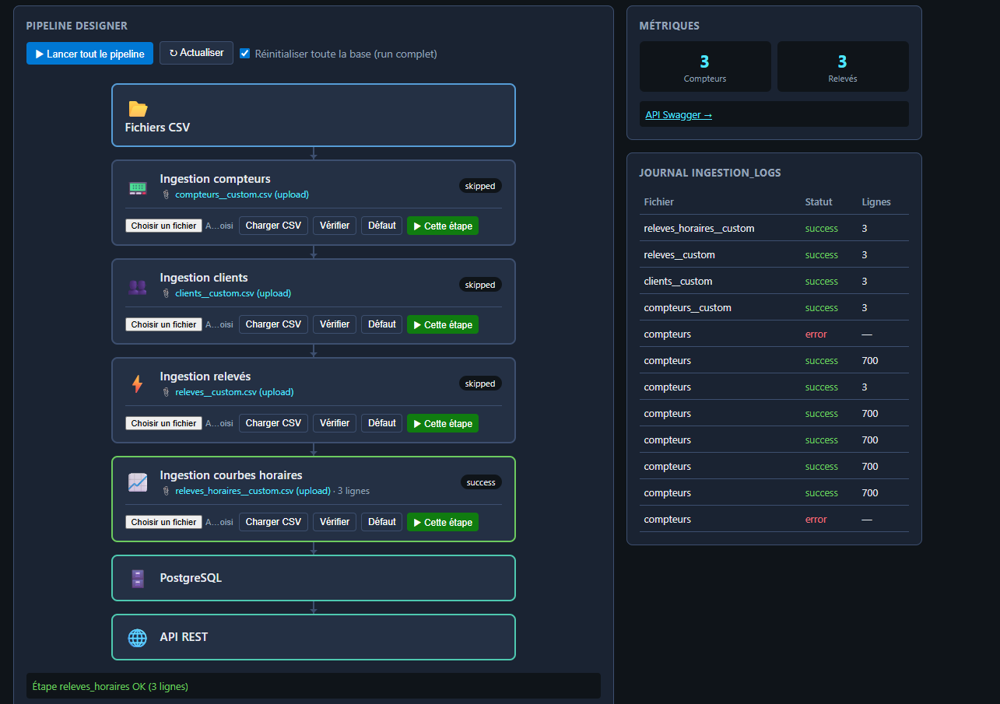 PIPELINE DESIGNER
▶ Lancer tout le pipeline
↻ Actualiser
Réinitialiser toute la base (run complet)
Fichiers CSV
Ingestion compteurs
compteurs__custom.csv (upload)
skipped
Choisir un fichier A...oisi Charger CSV Vérifier Défaut ▶ Cette étape
Ingestion clients
clients__custom.csv (upload)
skipped
Choisir un fichier A...oisi Charger CSV Vérifier Défaut ▶ Cette étape
Ingestion relevés
releves__custom.csv (upload)
skipped
Choisir un fichier A...oisi Charger CSV Vérifier Défaut ▶ Cette étape
Ingestion courbes horaires
releves_horaires__custom.csv (upload) · 3 lignes
success
Choisir un fichier A...oisi Charger CSV Vérifier Défaut ▶ Cette étape
PostgreSQL
API REST
Étape releves_horaires OK (3 lignes)
MÉTRIQUES
3
Compteurs
3
Relevés
API Swagger →
JOURNAL INGESTION_LOGS
Fichier Statut Lignes
releves_horaires__custom success 3
releves__custom success 3
clients__custom success 3
compteurs__custom success 3
compteurs error —
compteurs success 700
compteurs success 3
compteurs success 700
compteurs success 700
compteurs success 700
compteurs success 700
compteurs error —